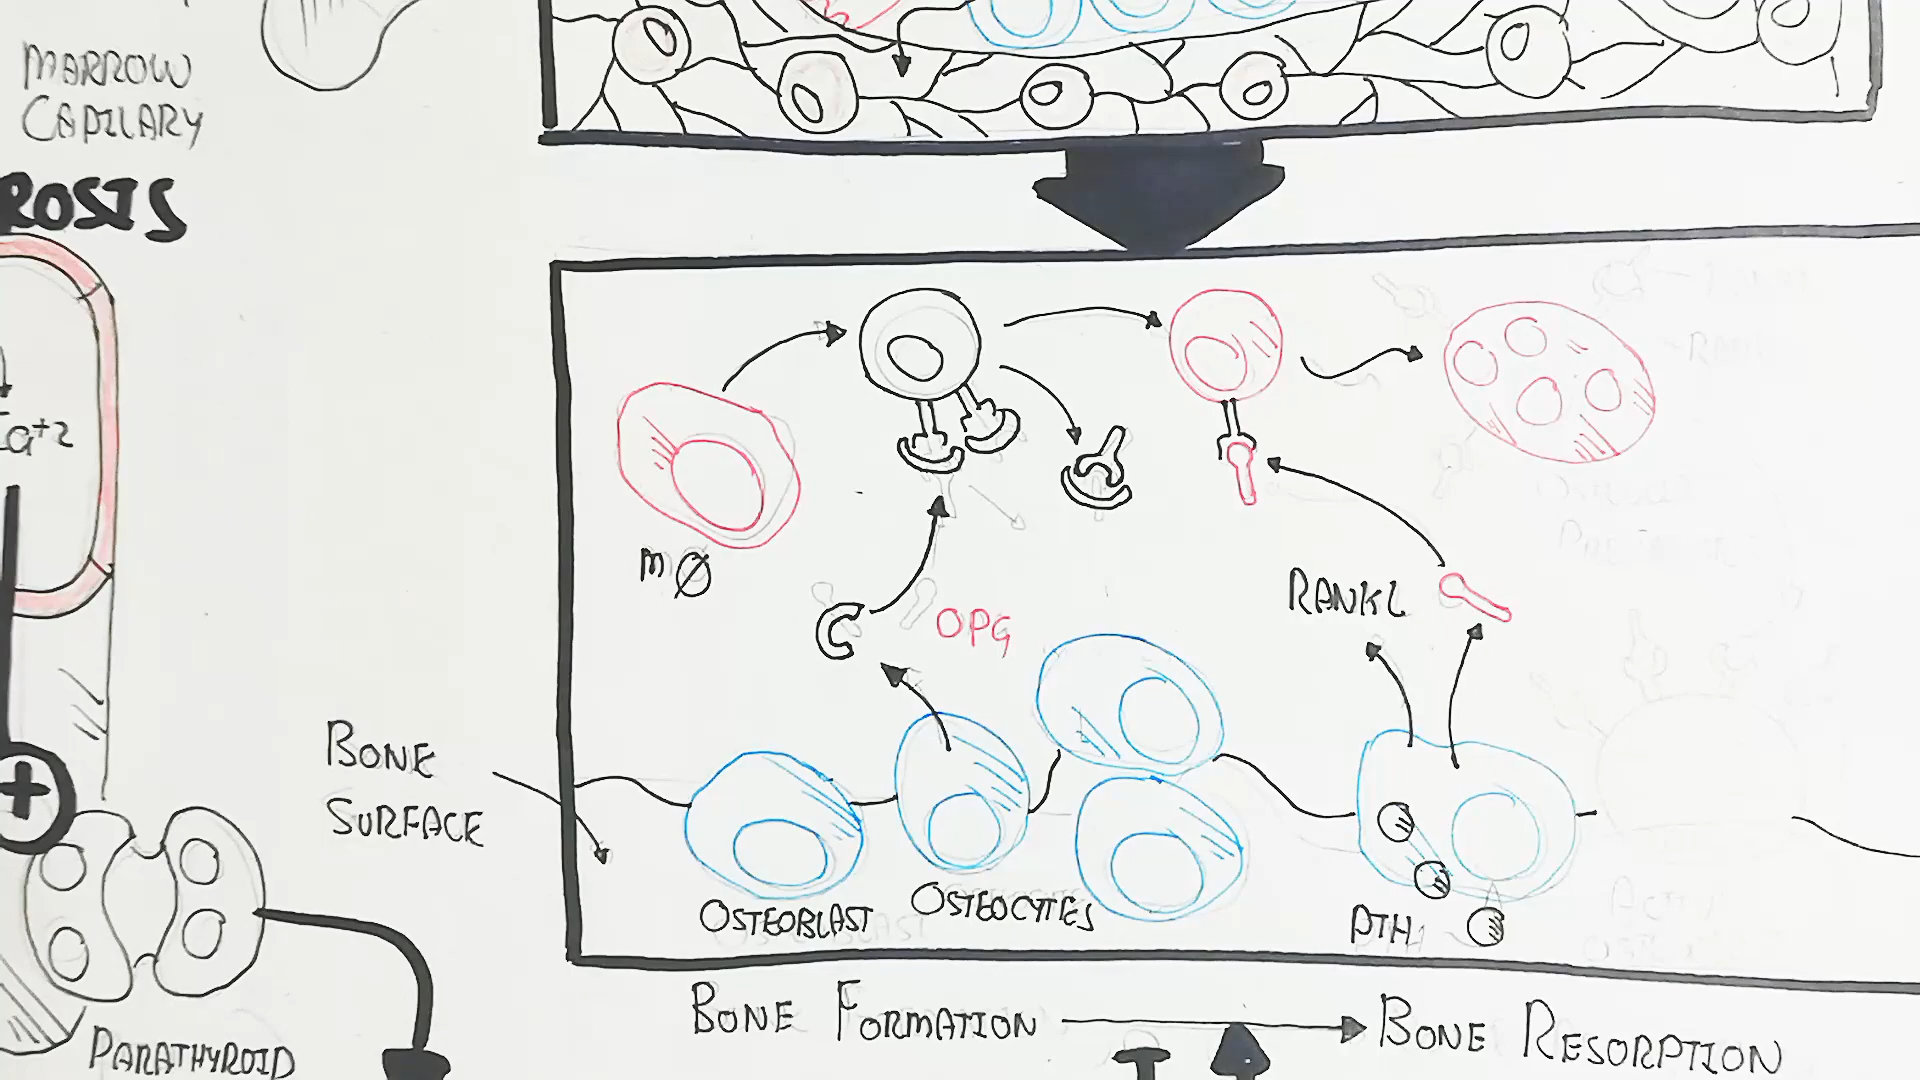 MARROW
CAPILARY
ROSIS
Ca+2
+
MØ
OPG
RANKL
BONE
SURFACE
OSTEOBLAST
OSTEOCYTES
PTH
BONE FORMATION
BONE RESORPTION
PARATHYROID